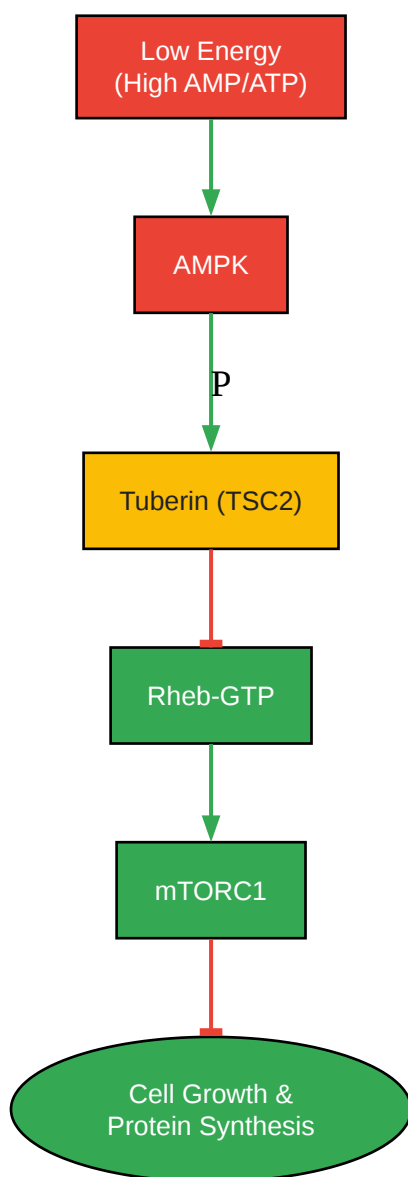 Low Energy
(High AMP/ATP)
AMPK
P
Tuberin (TSC2)
Rheb-GTP
mTORC1
Cell Growth &
Protein Synthesis